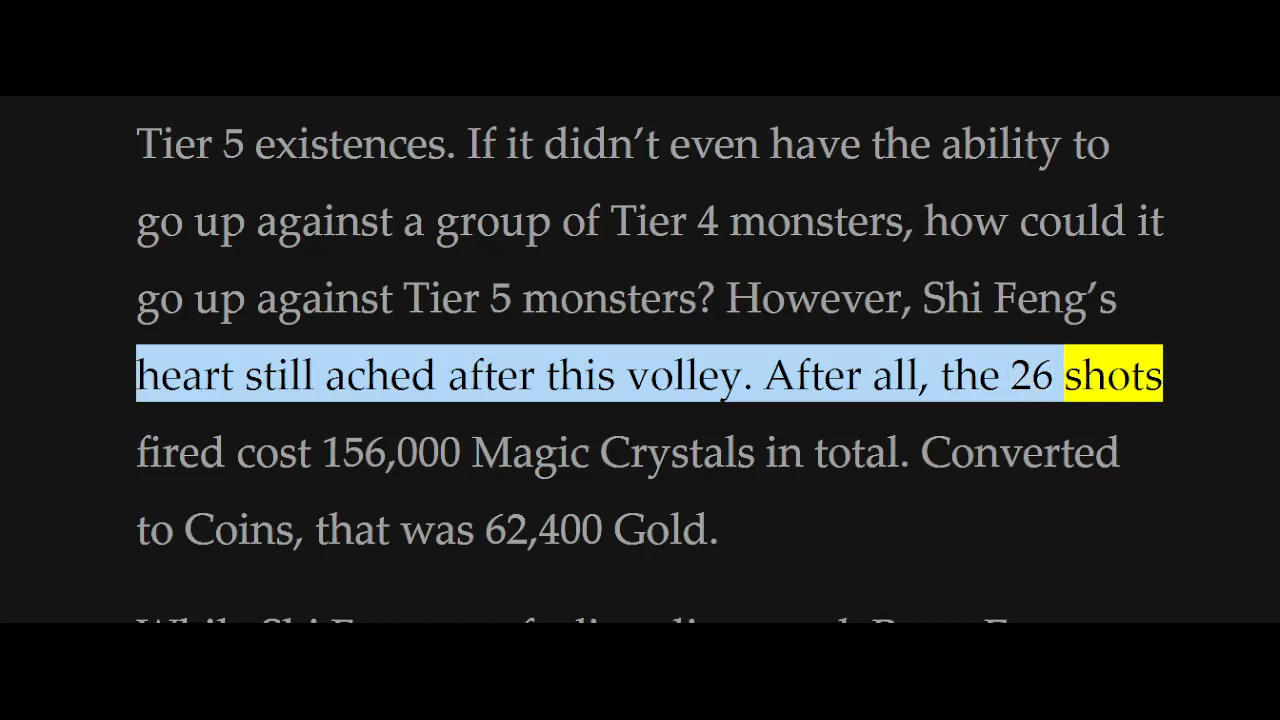 Tier 5 existences. If it didn’t even have the ability to
go up against a group of Tier 4 monsters, how could it
go up against Tier 5 monsters? However, Shi Feng’s
heart still ached after this volley. After all, the 26 shots
fired cost 156,000 Magic Crystals in total. Converted
to Coins, that was 62,400 Gold.
While Shi